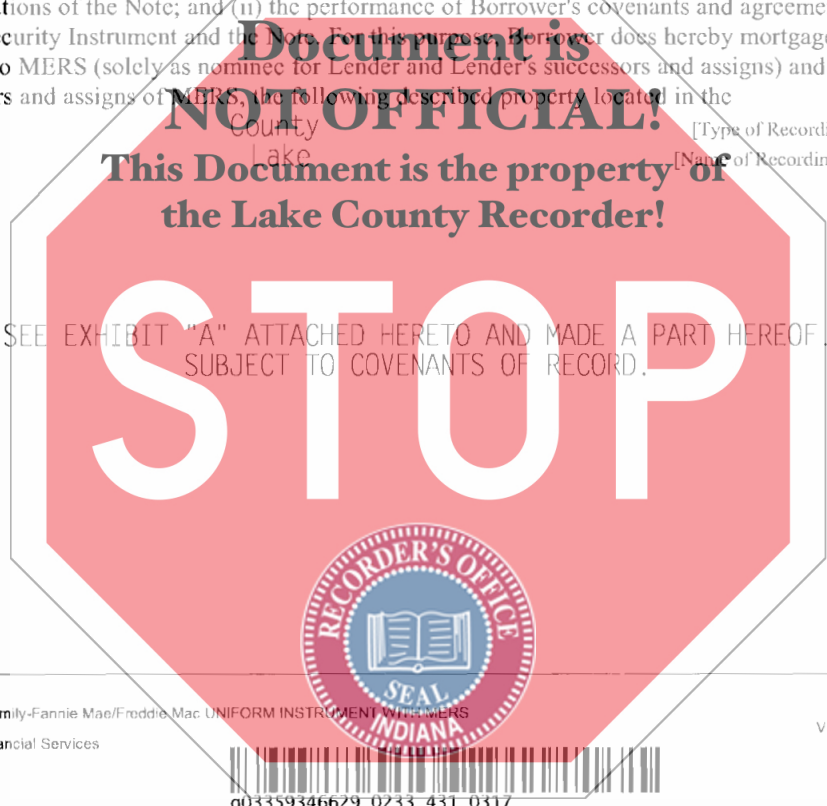 tions of the Note; and (ii) the performance of Borrower's covenants and agreeme
curity Instrument and the Note. For this purpose, Borrower does hereby mortgage
o MERS (solely as nominee for Lender and Lender's successors and assigns) and
rs and assigns of MERS, the following described property located in the
Document is
NOT OFFICIAL!
This Document is the property of
the Lake County Recorder!
County
[Type of Recordi
Lake
[Name of Recordin
SEE EXHIBIT "A" ATTACHED HERETO AND MADE A PART HEREOF.
SUBJECT TO COVENANTS OF RECORD.
STOP
RECORDER'S OFFICE
SEAL
INDIANA
mily-Fannie Mae/Freddie Mac UNIFORM INSTRUMENT WITH MERS
V
ancial Services
q03359346629 0233 431 0317